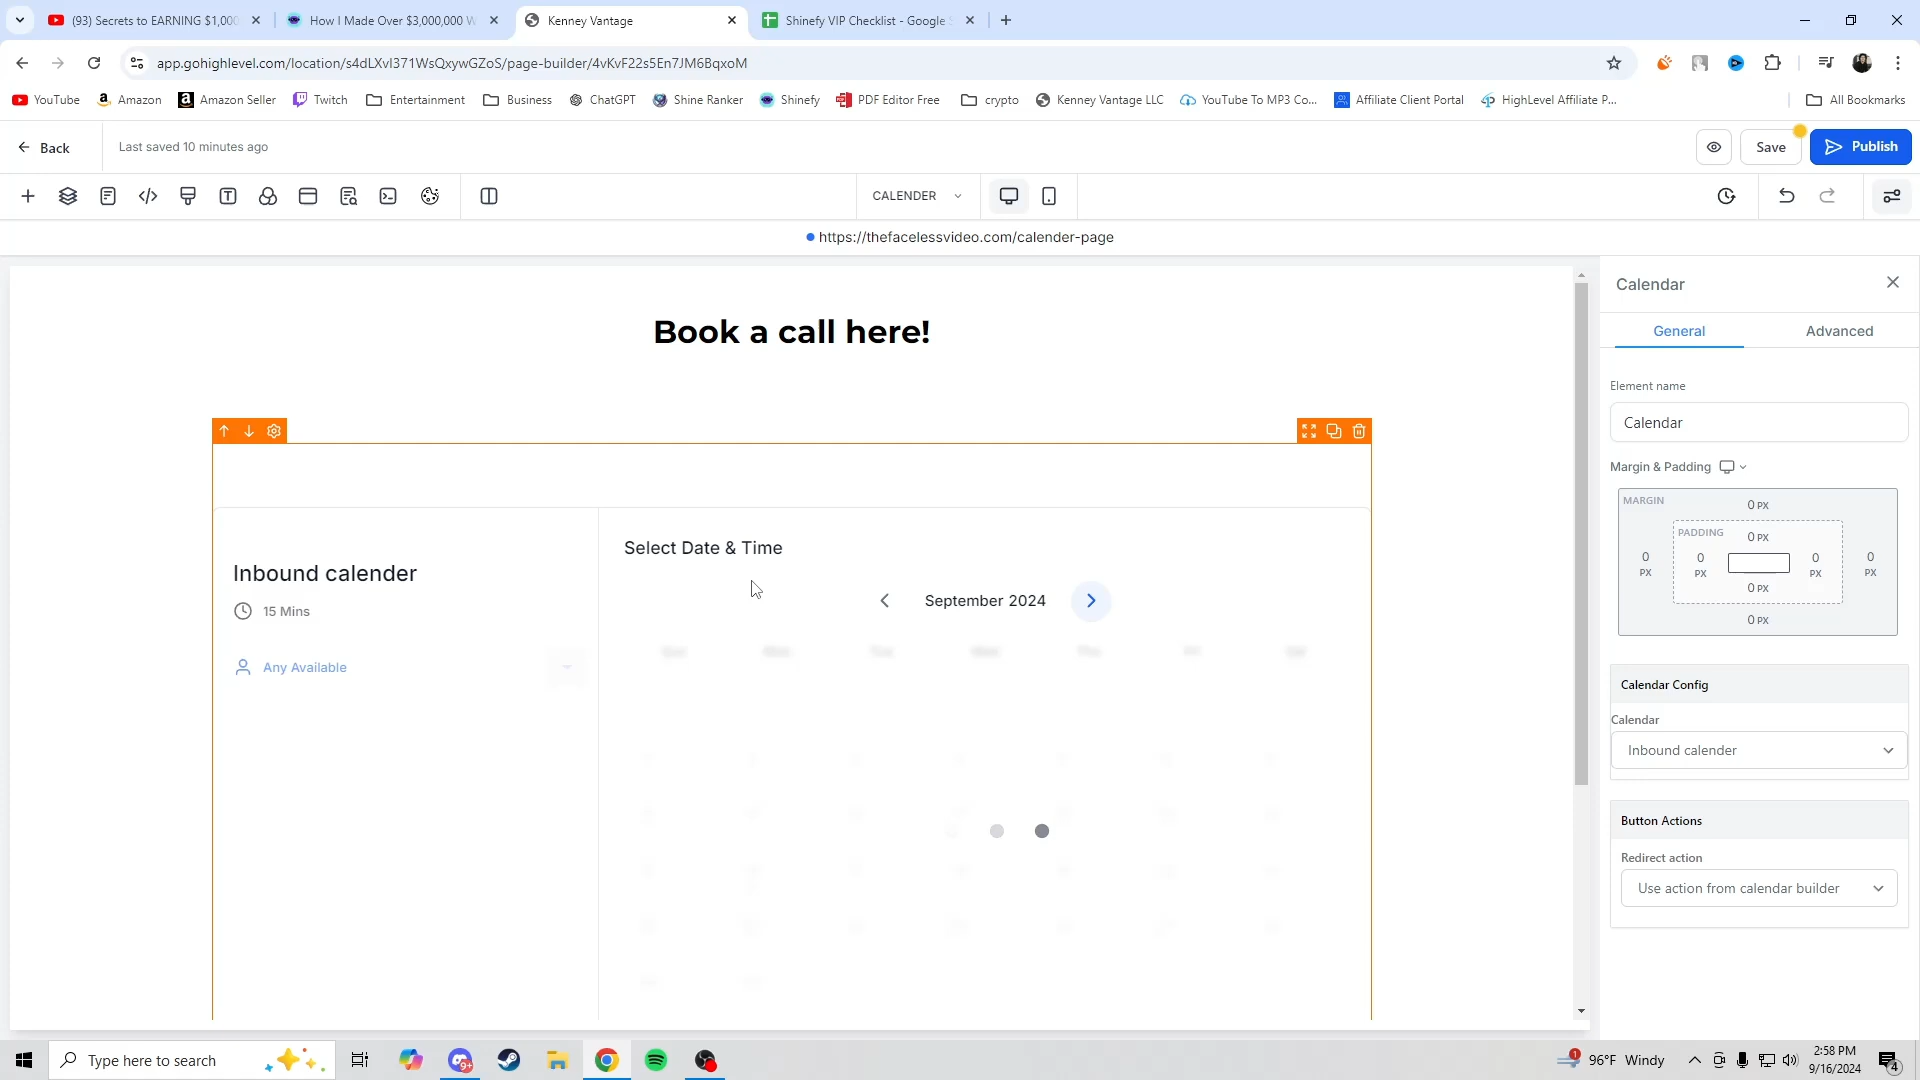 (93) Secrets to EARNING $1,000
How I Made Over $3,000,000 W
Kenney Vantage
Shinefy VIP Checklist - Google S
app.gohighlevel.com/location/s4dLXvI371WsQxywGZoS/page-builder/4vKvF22s5En7JM6BqxoM
YouTube
Amazon
Amazon Seller
Twitch
Entertainment
Business
ChatGPT
Shine Ranker
Shinefy
PDF Editor Free
crypto
Kenney Vantage LLC
YouTube To MP3 Co...
Affiliate Client Portal
HighLevel Affiliate P...
All Bookmarks
Back
Last saved 10 minutes ago
Save
Publish
CALENDER
https://thefacelessvideo.com/calender-page
Book a call here!
Inbound calender
15 Mins
Any Available
Select Date & Time
September 2024
Calendar
General
Advanced
Element name
Calendar
Margin & Padding
MARGIN
0 PX
PADDING
0 PX
0 PX
0 PX
0 PX
0 PX
0 PX
0 PX
Calendar Config
Calendar
Inbound calender
Button Actions
Redirect action
Use action from calendar builder
Type here to search
9+
1
96°F Windy
2:58 PM
9/16/2024
4